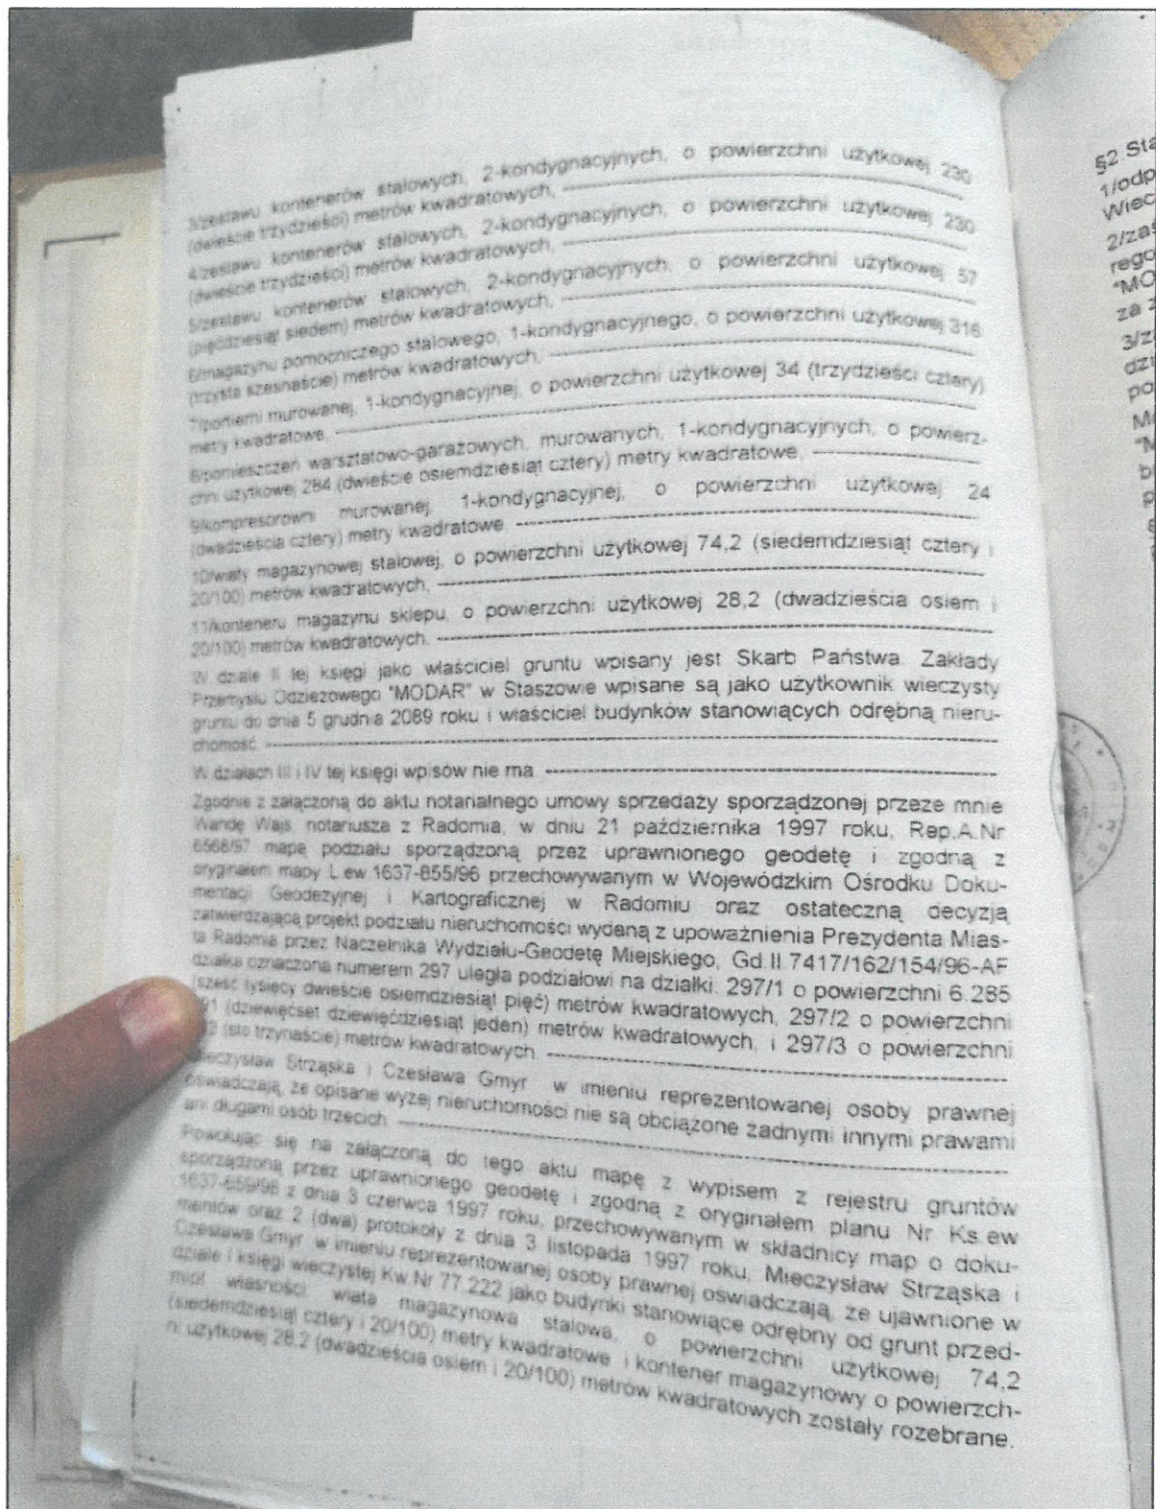 3/zestawu kontenerów stalowych, 2-kondygnacyjnych, o powierzchni użytkowej 230
(dwieście trzydzieści) metrów kwadratowych, ---
4/zestawu kontenerów stalowych, 2-kondygnacyjnych, o powierzchni użytkowej 230
(dwieście trzydzieści) metrów kwadratowych, ---
5/zestawu kontenerów stalowych, 2-kondygnacyjnych, o powierzchni użytkowej 57
(pięćdziesiąt siedem) metrów kwadratowych, ---
6/magazynu pomocniczego stalowego, 1-kondygnacyjnego, o powierzchni użytkowej 316
(trzysta szesnaście) metrów kwadratowych, ---
7/portierni murowanej, 1-kondygnacyjnej, o powierzchni użytkowej 34 (trzydzieści cztery)
metry kwadratowe, ---
8/pomieszczeń warsztatowo-garażowych, murowanych, 1-kondygnacyjnych, o powierz-
chni użytkowej 284 (dwieście osiemdziesiąt cztery) metry kwadratowe, ---
9/kompresorowni murowanej, 1-kondygnacyjnej, o powierzchni użytkowej 24
(dwadzieścia cztery) metry kwadratowe ---
10/wiaty magazynowej stalowej, o powierzchni użytkowej 74,2 (siedemdziesiąt cztery i
20/100) metrów kwadratowych, ---
11/konteneru magazynu sklepu, o powierzchni użytkowej 28,2 (dwadzieścia osiem i
20/100) metrów kwadratowych. ---
W dziale II tej księgi jako właściciel gruntu wpisany jest Skarb Państwa. Zakłady
Przemysłu Odzieżowego "MODAR" w Staszowie wpisane są jako użytkownik wieczysty
gruntu do dnia 5 grudnia 2089 roku i właściciel budynków stanowiących odrębną nieru-
chomość. ---
W działach III i IV tej księgi wpisów nie ma. ---
Zgodnie z załączoną do aktu notarialnego umowy sprzedaży sporządzonej przeze mnie
Wandę Wajs, notariusza z Radomia, w dniu 21 października 1997 roku, Rep.A.Nr
6568/97 mapą podziału sporządzoną przez uprawnionego geodetę i zgodną z
oryginałem mapy L.ew 1637-855/96 przechowywanym w Wojewódzkim Ośrodku Doku-
mentacji Geodezyjnej i Kartograficznej w Radomiu oraz ostateczną decyzją
zatwierdzającą projekt podziału nieruchomości wydaną z upoważnienia Prezydenta Mias-
ta Radomia przez Naczelnika Wydziału-Geodetę Miejskiego, Gd.II.7417/162/154/96-AF
działka oznaczona numerem 297 uległa podziałowi na działki: 297/1 o powierzchni 6.285
(sześć tysięcy dwieście osiemdziesiąt pięć) metrów kwadratowych, 297/2 o powierzchni
91 (dziewięćset dziewięćdziesiąt jeden) metrów kwadratowych, i 297/3 o powierzchni
3 (sto trzynaście) metrów kwadratowych. ---
Mieczysław Strząska i Czesława Gmyr w imieniu reprezentowanej osoby prawnej
oświadczają, że opisane wyżej nieruchomości nie są obciążone żadnymi innymi prawami
ani długami osób trzecich. ---
Powołując się na załączoną do tego aktu mapę z wypisem z rejestru gruntów
sporządzoną przez uprawnionego geodetę i zgodną z oryginałem planu Nr Ks.ew
1637-659/96 z dnia 3 czerwca 1997 roku, przechowywanym w składnicy map o doku-
mentów oraz 2 (dwa) protokoły z dnia 3 listopada 1997 roku, Mieczysław Strząska i
Czesława Gmyr w imieniu reprezentowanej osoby prawnej oświadczają, że ujawnione w
dziale I księgi wieczystej Kw Nr 77.222 jako budynki stanowiące odrębny od grunt przed-
miot własności: wiata magazynowa stalowa, o powierzchni użytkowej 74,2
(siedemdziesiąt cztery i 20/100) metry kwadratowe i kontener magazynowy o powierzch-
ni użytkowej 28,2 (dwadzieścia osiem i 20/100) metrów kwadratowych zostały rozebrane.
§2.Sta
1/odp
Wiec
2/zaś
rego
"MO
za z
3/z
dzi
po